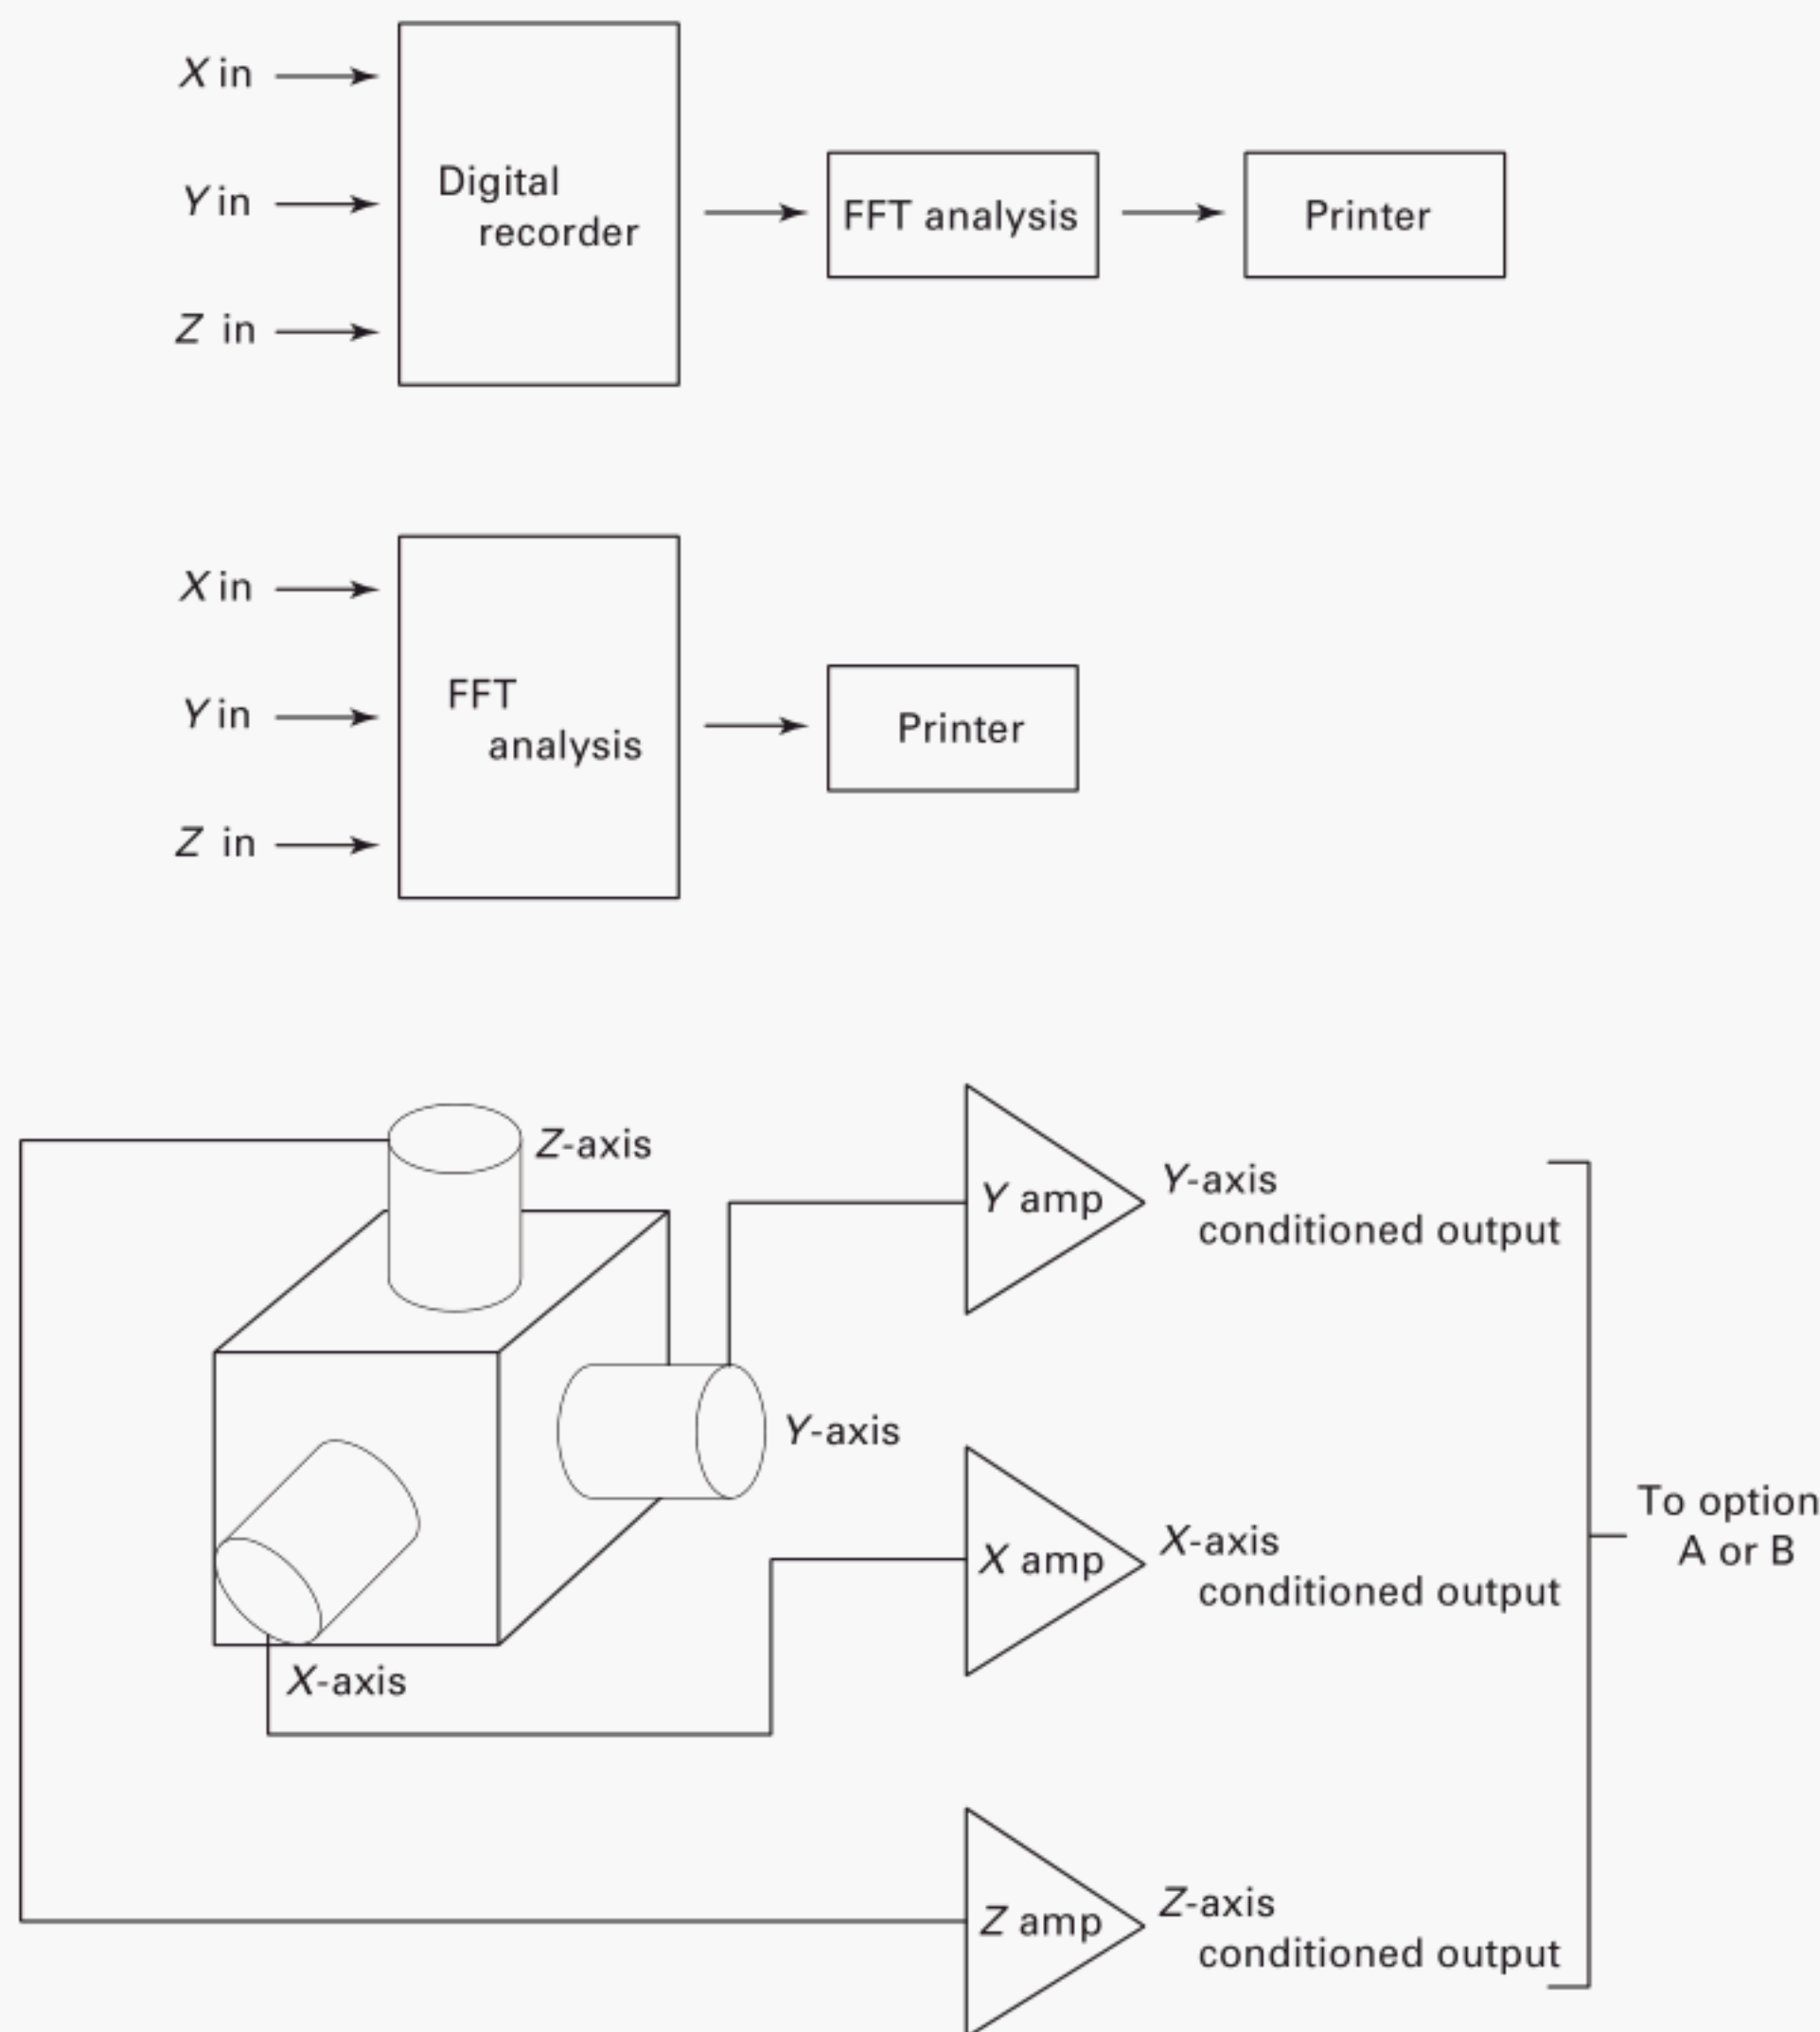 X in
Digital
recorder
FFT analysis
Printer
Y in
Z in
X in
FFT
analysis
Printer
Y in
Z in
Z-axis
Y amp
Y-axis
conditioned output
Y-axis
X amp
X-axis
conditioned output
To option
A or B
X-axis
Z amp
Z-axis
conditioned output